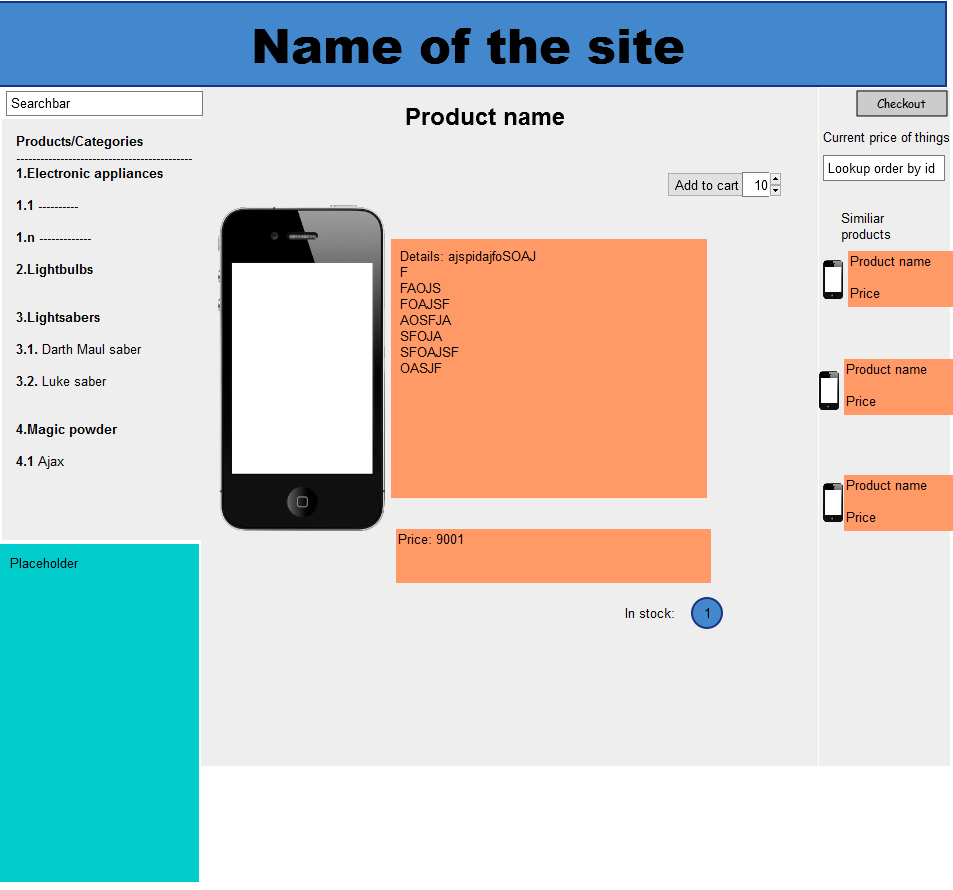 Name of the site
Searchbar
Products/Categories
--------------------------------------------
1.Electronic appliances
1.1 ----------
1.n -------------
2.Lightbulbs
3.Lightsabers
3.1. Darth Maul saber
3.2. Luke saber
4.Magic powder
4.1 Ajax
Placeholder
Product name
Add to cart 10
Details: ajspidajfoSOAJ
F
FAOJS
FOAJSF
AOSFJA
SFOJA
SFOAJSF
OASJF
Price: 9001
In stock: 1
Checkout
Current price of things
Lookup order by id
Similiar
products
Product name
Price
Product name
Price
Product name
Price